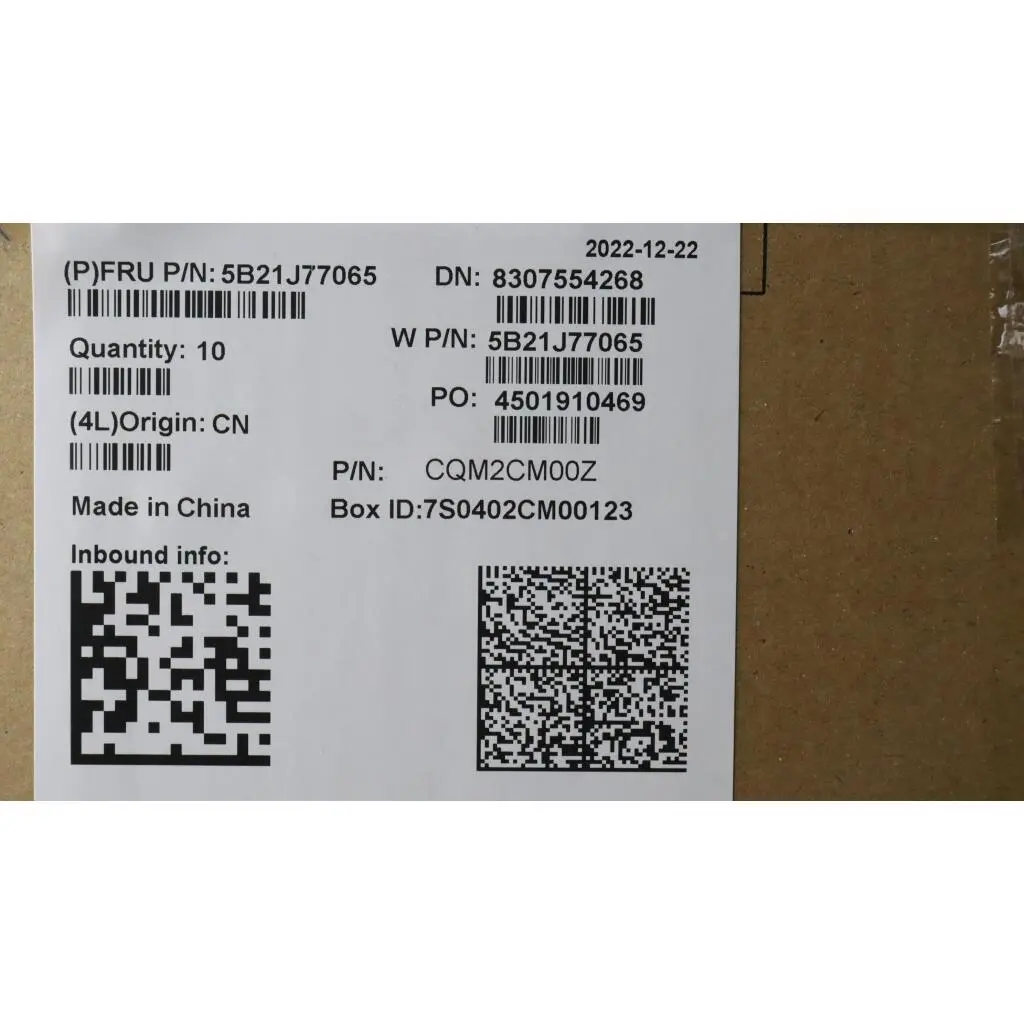 2022-12-22
(P)FRU P/N: 5B21J77065
DN: 8307554268
W P/N: 5B21J77065
Quantity: 10
PO: 4501910469
(4L)Origin: CN
P/N: CQM2CM00Z
Made in China
Box ID:7S0402CM00123
Inbound info: